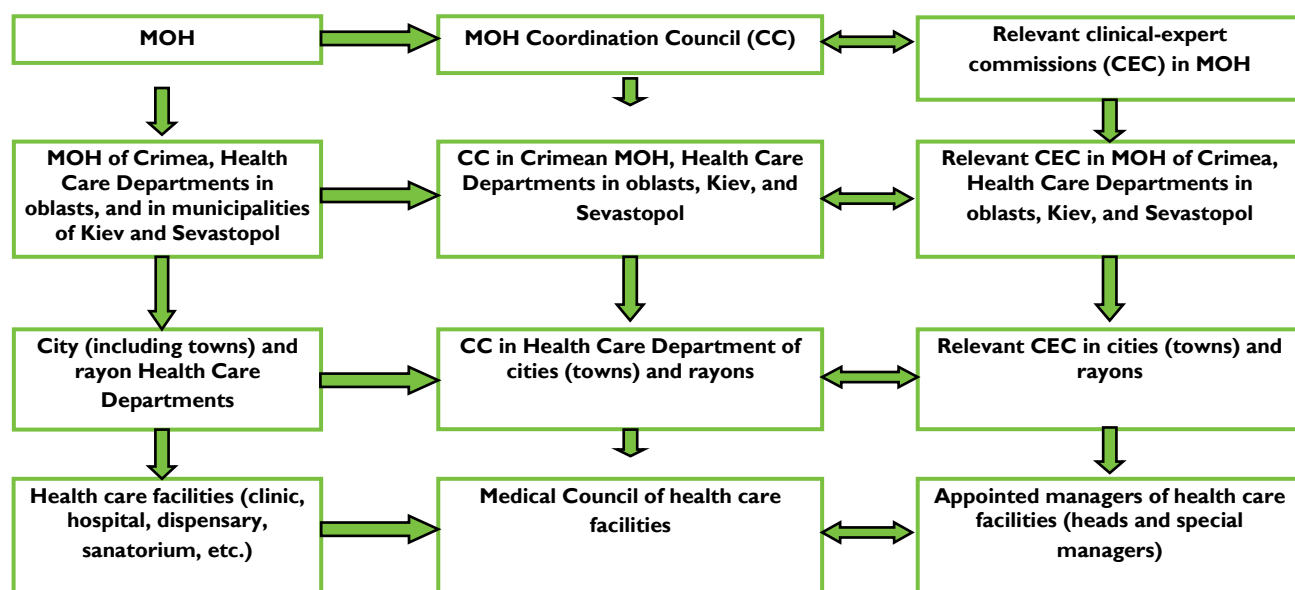 MOH
MOH Coordination Council (CC)
Relevant clinical-expert
commissions (CEC) in MOH
MOH of Crimea, Health
Care Departments in
oblasts, and in municipalities
of Kiev and Sevastopol
CC in Crimean MOH, Health Care
Departments in oblasts, Kiev, and
Sevastopol
Relevant CEC in MOH of Crimea,
Health Care Departments in
oblasts, Kiev, and Sevastopol
City (including towns) and
rayon Health Care
Departments
CC in Health Care Department of
cities (towns) and rayons
Relevant CEC in cities (towns) and
rayons
Health care facilities (clinic,
hospital, dispensary,
sanatorium, etc.)
Medical Council of health care
facilities
Appointed managers of health care
facilities (heads and special
managers)